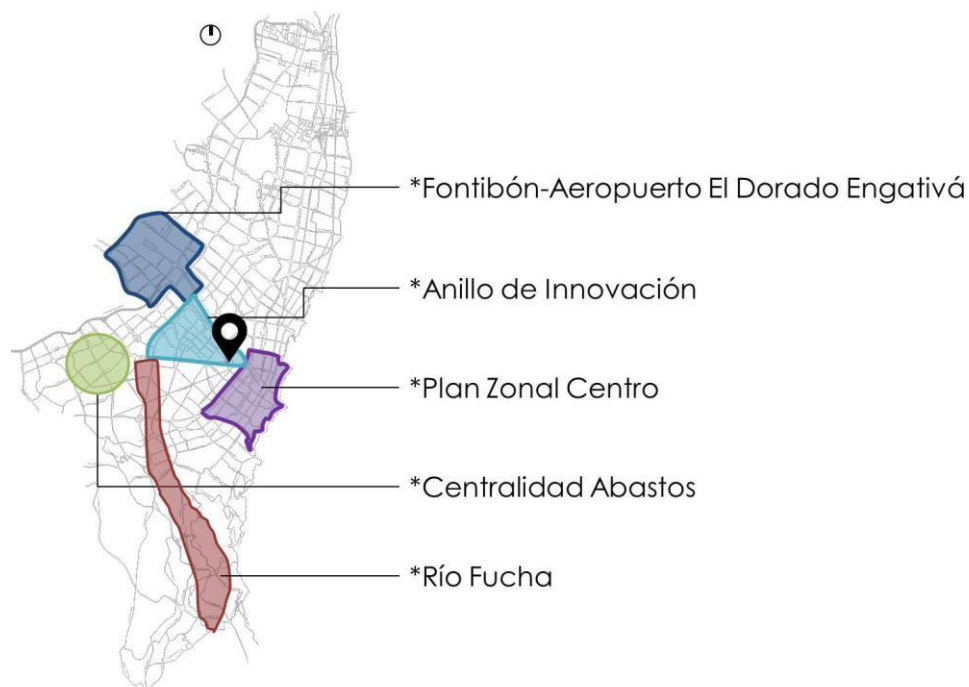 *Fontibón-Aeropuerto El Dorado Engativá
*Anillo de Innovación
*Plan Zonal Centro
*Centralidad Abastos
*Río Fucha